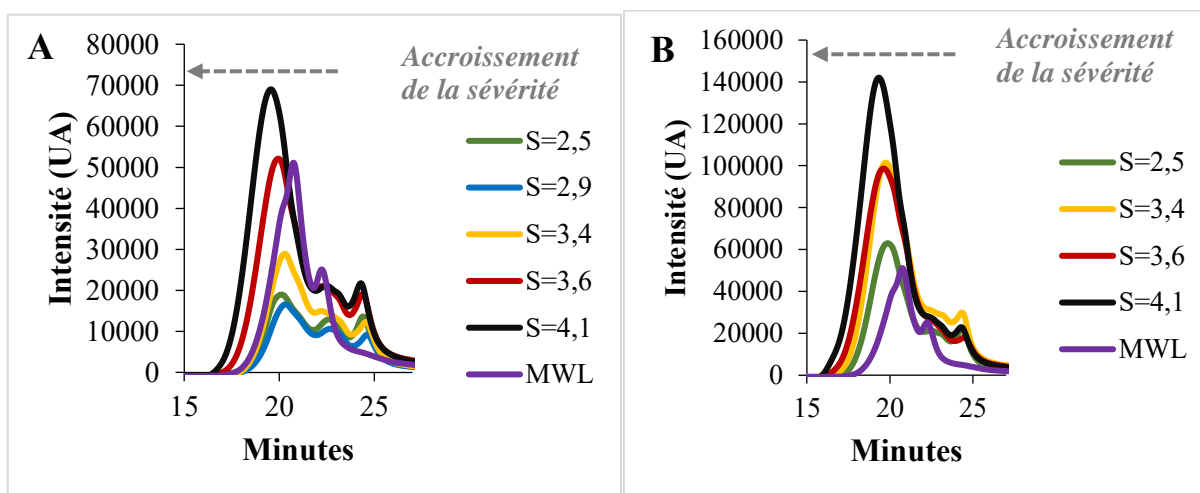 A
80000
70000
60000
50000
40000
30000
20000
10000
0
Intensité (UA)
15
20
25
Minutes
Accroissement
de la sévérité
S=2,5
S=2,9
S=3,4
S=3,6
S=4,1
MWL
B
160000
140000
120000
100000
80000
60000
40000
20000
0
Intensité (UA)
15
20
25
Minutes
Accroissement
de la sévérité
S=2,5
S=3,4
S=3,6
S=4,1
MWL